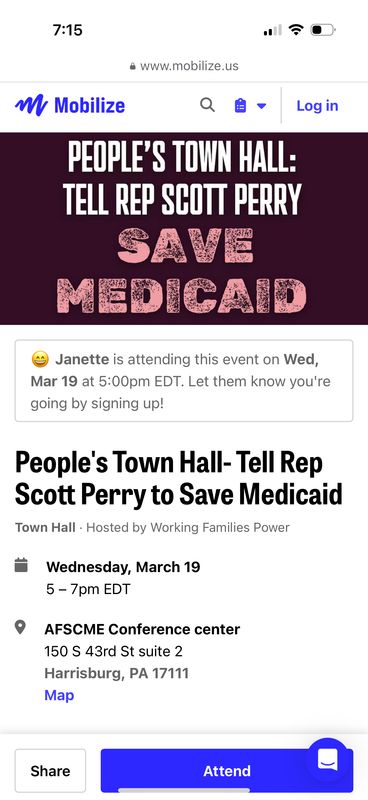 7:15
www.mobilize.us
Mobilize
Log in
PEOPLE'S TOWN HALL:
TELL REP SCOTT PERRY
SAVE
MEDICAID
😄 Janette is attending this event on Wed,
Mar 19 at 5:00pm EDT. Let them know you're
going by signing up!
People's Town Hall- Tell Rep
Scott Perry to Save Medicaid
Town Hall · Hosted by Working Families Power
Wednesday, March 19
5 – 7pm EDT
AFSCME Conference center
150 S 43rd St suite 2
Harrisburg, PA 17111
Map
Share
Attend